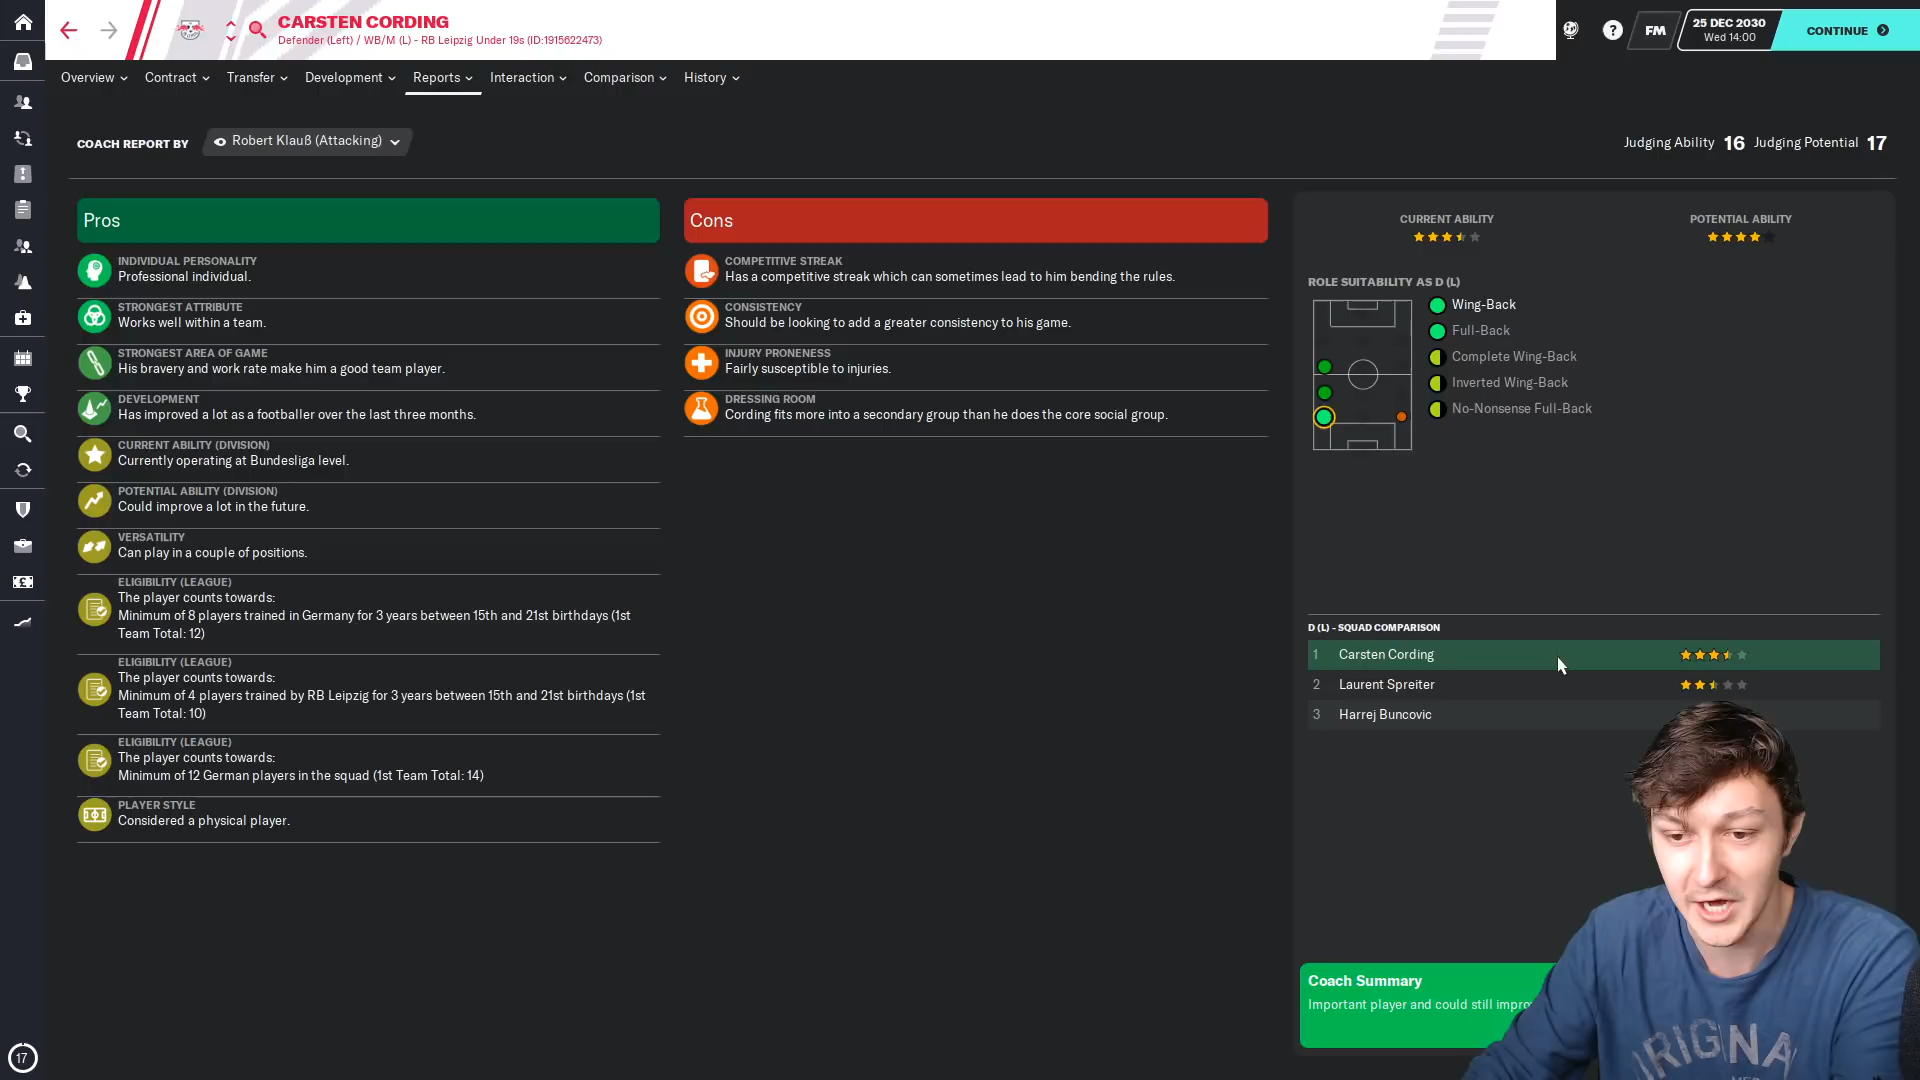 CARSTEN CORDING
Defender (Left) / WB/M (L) - RB Leipzig Under 19s (ID:1915622473)
?
FM
25 DEC 2030
Wed 14:00
CONTINUE
Overview
Contract
Transfer
Development
Reports
Interaction
Comparison
History
COACH REPORT BY
Robert Klauß (Attacking)
Judging Ability 16 Judging Potential 17
Pros
INDIVIDUAL PERSONALITY
Professional individual.
STRONGEST ATTRIBUTE
Works well within a team.
STRONGEST AREA OF GAME
His bravery and work rate make him a good team player.
DEVELOPMENT
Has improved a lot as a footballer over the last three months.
CURRENT ABILITY (DIVISION)
Currently operating at Bundesliga level.
POTENTIAL ABILITY (DIVISION)
Could improve a lot in the future.
VERSATILITY
Can play in a couple of positions.
ELIGIBILITY (LEAGUE)
The player counts towards:
Minimum of 8 players trained in Germany for 3 years between 15th and 21st birthdays (1st
Team Total: 12)
ELIGIBILITY (LEAGUE)
The player counts towards:
Minimum of 4 players trained by RB Leipzig for 3 years between 15th and 21st birthdays (1st
Team Total: 10)
ELIGIBILITY (LEAGUE)
The player counts towards:
Minimum of 12 German players in the squad (1st Team Total: 14)
PLAYER STYLE
Considered a physical player.
Cons
COMPETITIVE STREAK
Has a competitive streak which can sometimes lead to him bending the rules.
CONSISTENCY
Should be looking to add a greater consistency to his game.
INJURY PRONENESS
Fairly susceptible to injuries.
DRESSING ROOM
Cording fits more into a secondary group than he does the core social group.
CURRENT ABILITY
POTENTIAL ABILITY
ROLE SUITABILITY AS D (L)
Wing-Back
Full-Back
Complete Wing-Back
Inverted Wing-Back
No-Nonsense Full-Back
D (L) - SQUAD COMPARISON
1 Carsten Cording
2 Laurent Spreiter
3 Harrej Buncovic
Coach Summary
Important player and could still impro
RIGNA
17